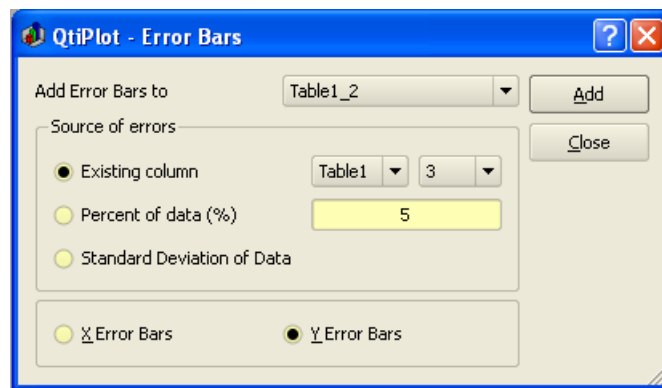 QtiPlot - Error Bars
Add Error Bars to Table1_2 Add
Source of errors
Close
Existing column Table1 3
Percent of data (%) 5
Standard Deviation of Data
X Error Bars Y Error Bars